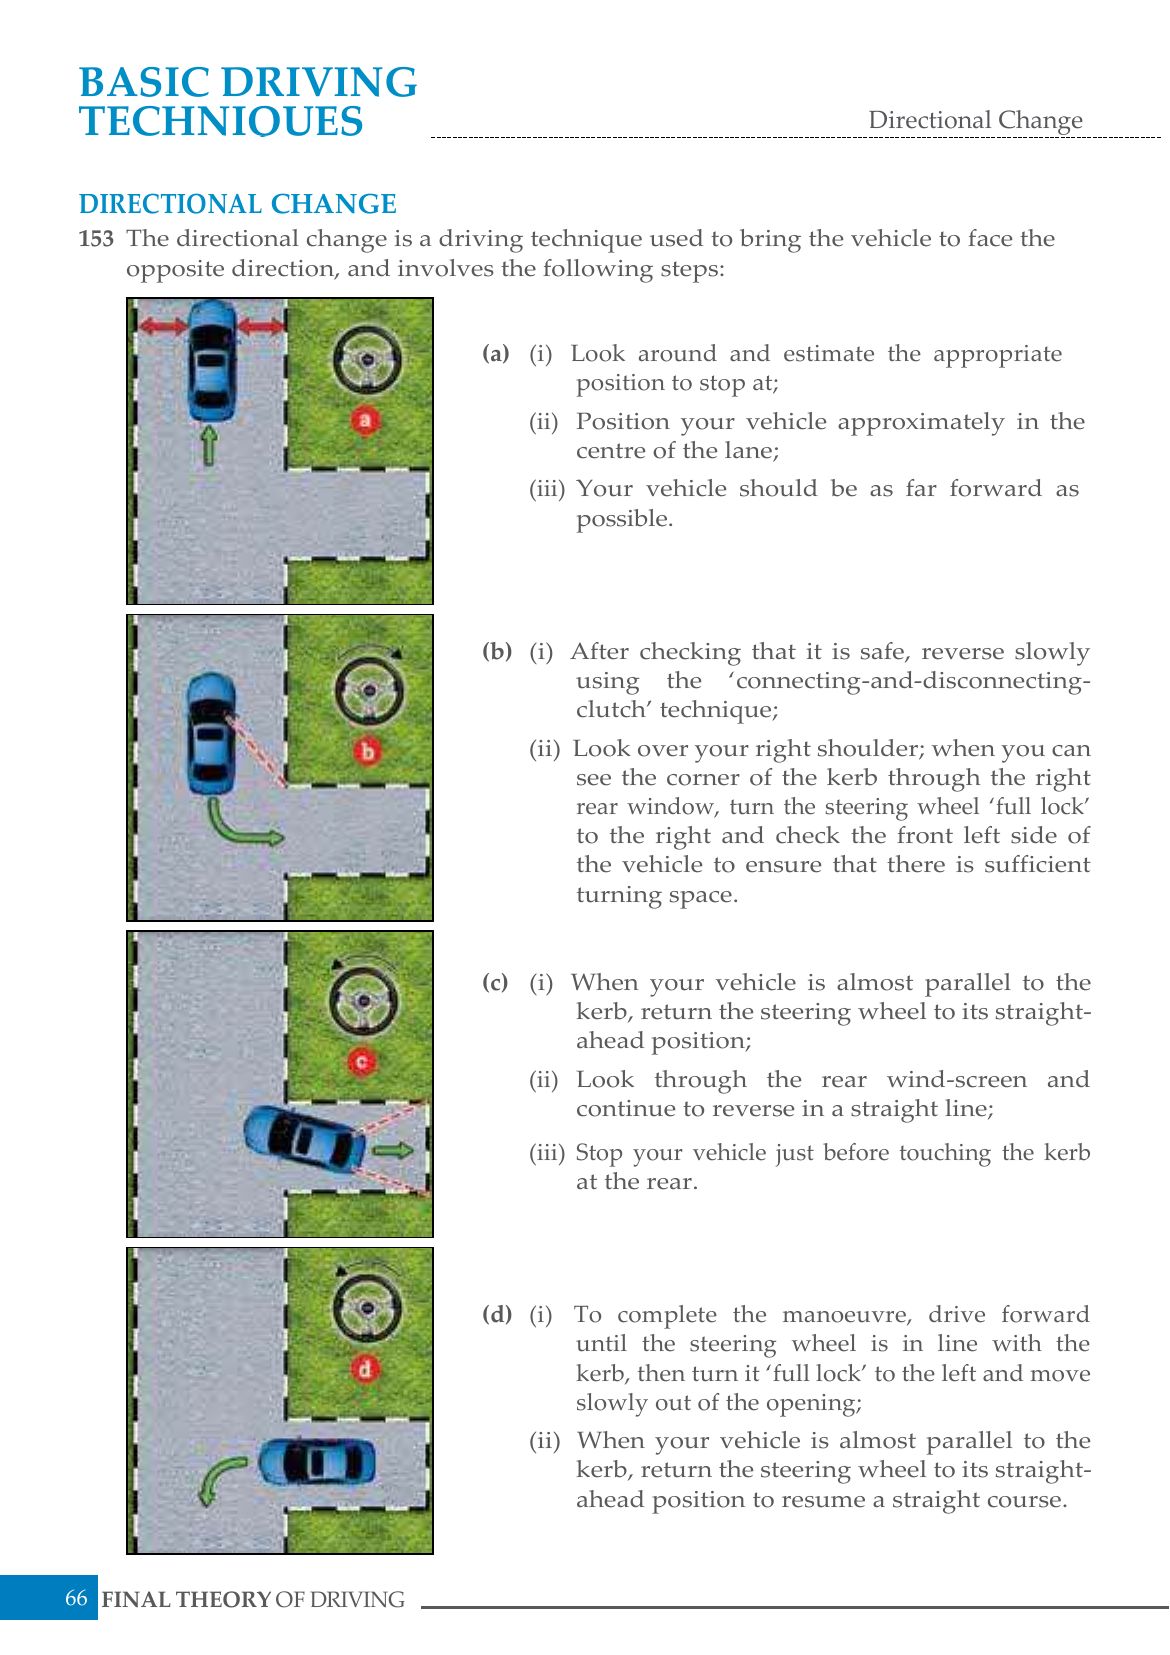 BASIC DRIVING
TECHNIQUES
Directional Change
DIRECTIONAL CHANGE
153 The directional change is a driving technique used to bring the vehicle to face the
opposite direction, and involves the following steps:
a
(a) (i) Look around and estimate the appropriate
position to stop at;
(ii) Position your vehicle approximately in the
centre of the lane;
(iii) Your vehicle should be as far forward as
possible.
b
(b) (i) After checking that it is safe, reverse slowly
using the ‘connecting-and-disconnecting-
clutch’ technique;
(ii) Look over your right shoulder; when you can
see the corner of the kerb through the right
rear window, turn the steering wheel ‘full lock’
to the right and check the front left side of
the vehicle to ensure that there is sufficient
turning space.
c
(c) (i) When your vehicle is almost parallel to the
kerb, return the steering wheel to its straight-
ahead position;
(ii) Look through the rear wind-screen and
continue to reverse in a straight line;
(iii) Stop your vehicle just before touching the kerb
at the rear.
d
(d) (i) To complete the manoeuvre, drive forward
until the steering wheel is in line with the
kerb, then turn it ‘full lock’ to the left and move
slowly out of the opening;
(ii) When your vehicle is almost parallel to the
kerb, return the steering wheel to its straight-
ahead position to resume a straight course.
66 FINAL THEORY OF DRIVING